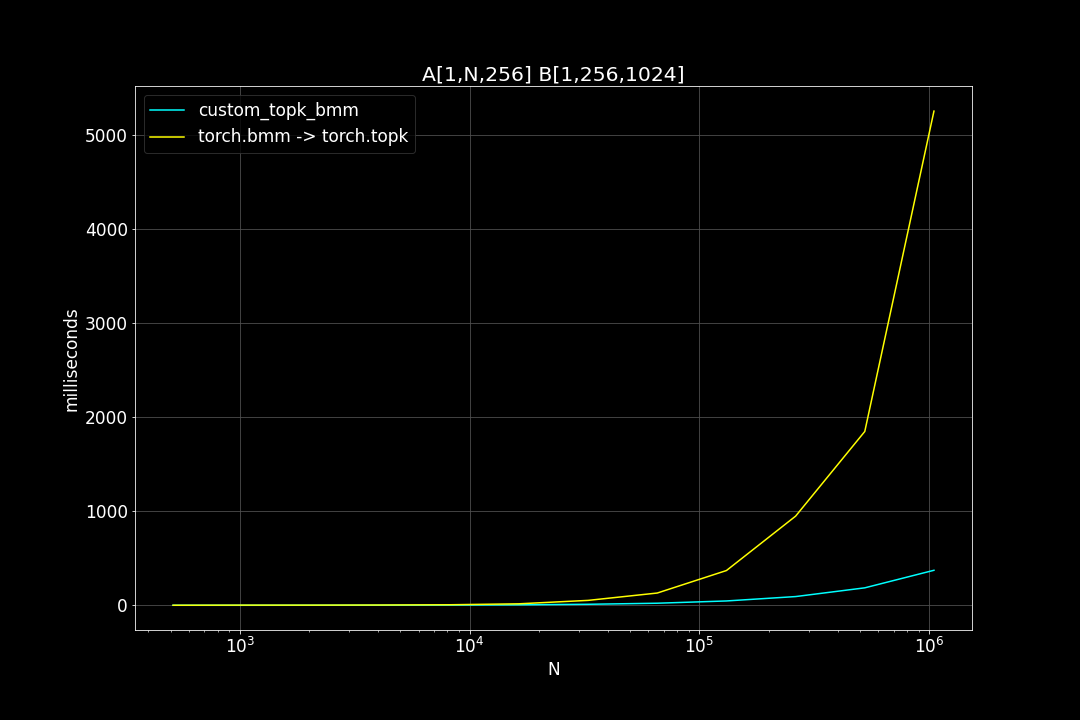 A[1,N,256] B[1,256,1024]
custom_topk_bmm
torch.bmm -> torch.topk
milliseconds
5000
4000
3000
2000
1000
0
10³
10⁴
10⁵
10⁶
N